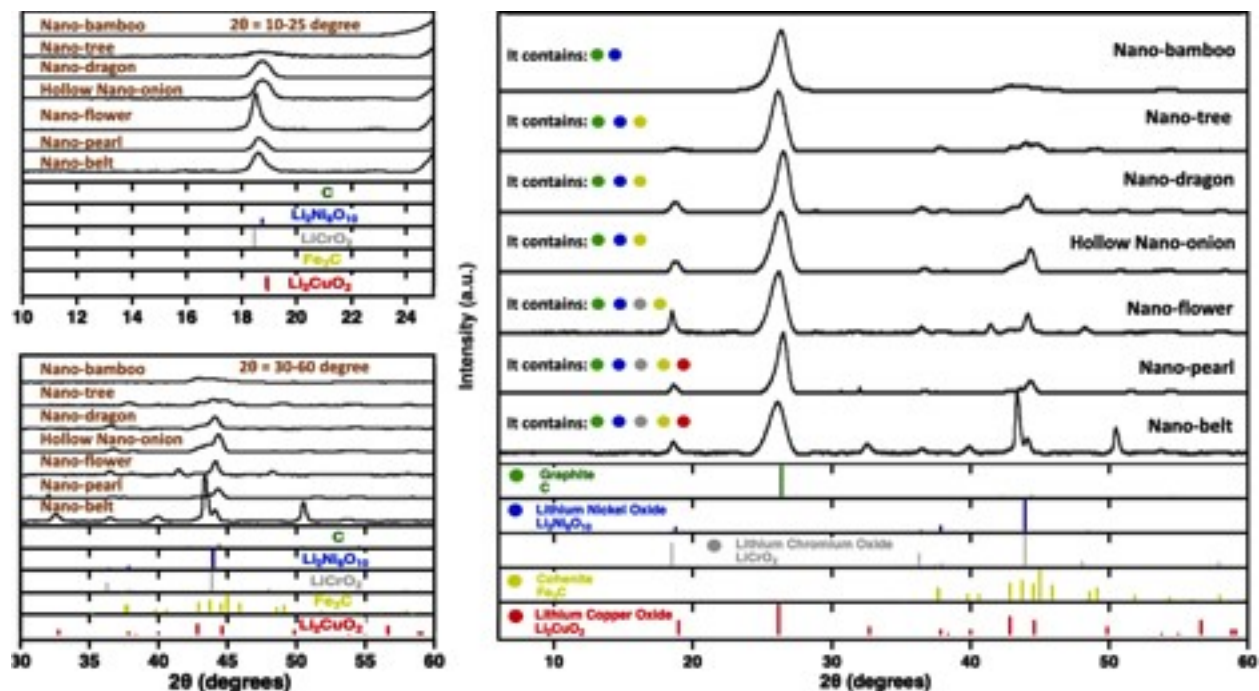 Nano-bamboo 2θ = 10-25 degree
Nano-tree
Nano-dragon
Hollow Nano-onion
Nano-flower
Nano-pearl
Nano-belt
C
Li₂Ni₈O₁₀
LiCrO₂
Fe₃C
Li₂CuO₂
10 12 14 16 18 20 22 24
Nano-bamboo 2θ = 30-60 degree
Nano-tree
Nano-dragon
Hollow Nano-onion
Nano-flower
Nano-pearl
Nano-belt
C
Li₂Ni₈O₁₀
LiCrO₂
Fe₃C
Li₂CuO₂
30 35 40 45 50 55 60
2θ (degrees)
Intensity (a.u.)
It contains: Nano-bamboo
It contains: Nano-tree
It contains: Nano-dragon
It contains: Hollow Nano-onion
It contains: Nano-flower
It contains: Nano-pearl
It contains: Nano-belt
Graphite
C
Lithium Nickel Oxide
Li₂Ni₈O₁₀
Lithium Chromium Oxide
LiCrO₂
Cohenite
Fe₃C
Lithium Copper Oxide
Li₂CuO₂
10 20 30 40 50 60
2θ (degrees)